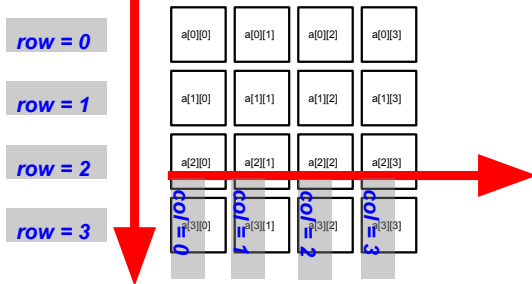 row = 0
a[0][0] a[0][1] a[0][2] a[0][3]
row = 1
a[1][0] a[1][1] a[1][2] a[1][3]
row = 2
a[2][0] a[2][1] a[2][2] a[2][3]
row = 3
a[3][0] a[3][1] a[3][2] a[3][3]
col = 0
col = 1
col = 2
col = 3